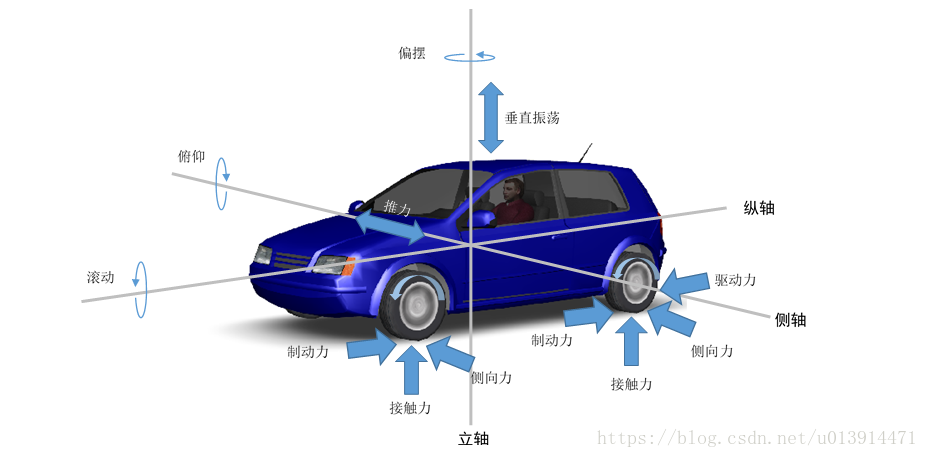 偏摆
垂直振荡
俯仰
推力
纵轴
滚动
驱动力
侧轴
制动力
制动力
侧向力
侧向力
接触力
接触力
立轴
https://blog.csdn.net/u013914471